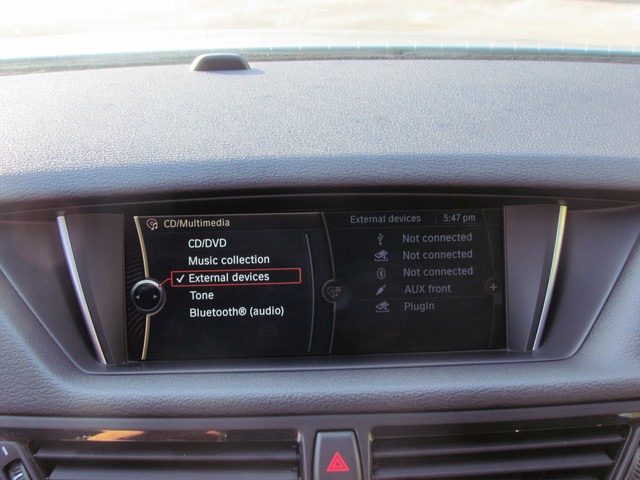 CD/Multimedia
External devices 5:47 pm
CD/DVD
Music collection
✓ External devices
Tone
Bluetooth® (audio)
Not connected
Not connected
Not connected
AUX front
PlugIn